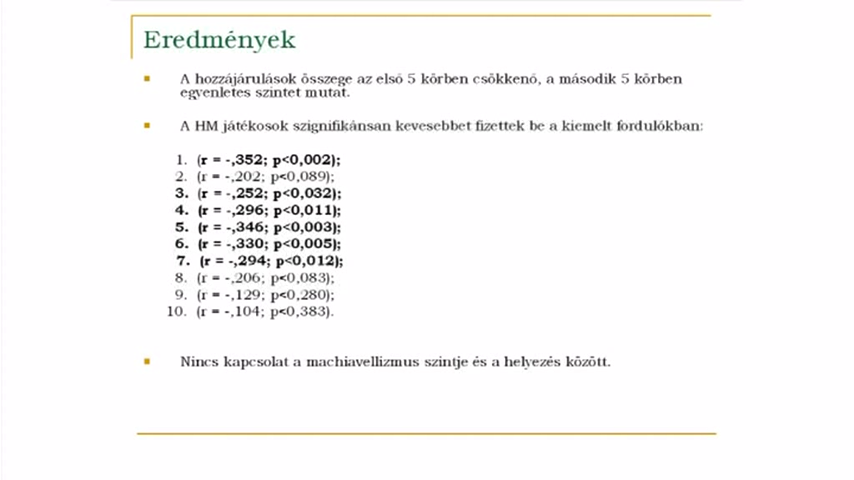 Eredmények
A hozzájárulások összege az első 5 körben csökkenő, a második 5 körben
egyenletes szintet mutat.
A HM játékosok szignifikánsan kevesebbet fizettek be a kiemelt fordulókban:
1. (r = -,352; p<0,002);
2. (r = -,202; p<0,089);
3. (r = -,252; p<0,032);
4. (r = -,296; p<0,011);
5. (r = -,346; p<0,003);
6. (r = -,330; p<0,005);
7. (r = -,294; p<0,012);
8. (r = -,206; p<0,083);
9. (r = -,129; p<0,280);
10. (r = -,104; p<0,383).
Nincs kapcsolat a machiavellizmus szintje és a helyezés között.